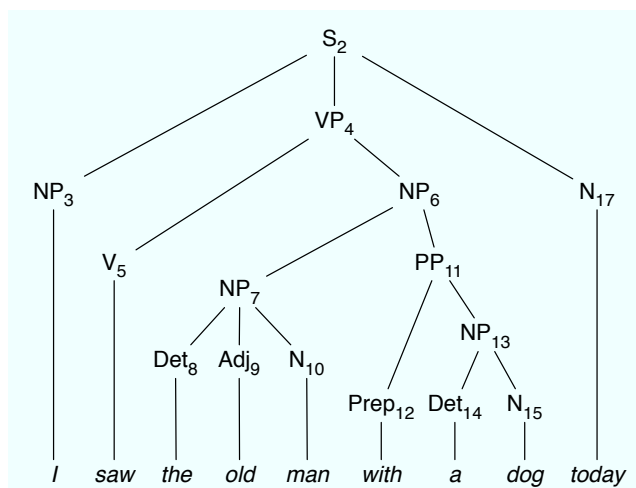 S2
VP4
NP3 NP6 N17
V5 PP11
NP7
NP13
Det8 Adj9 N10
Prep12 Det14 N15
I saw the old man with a dog today